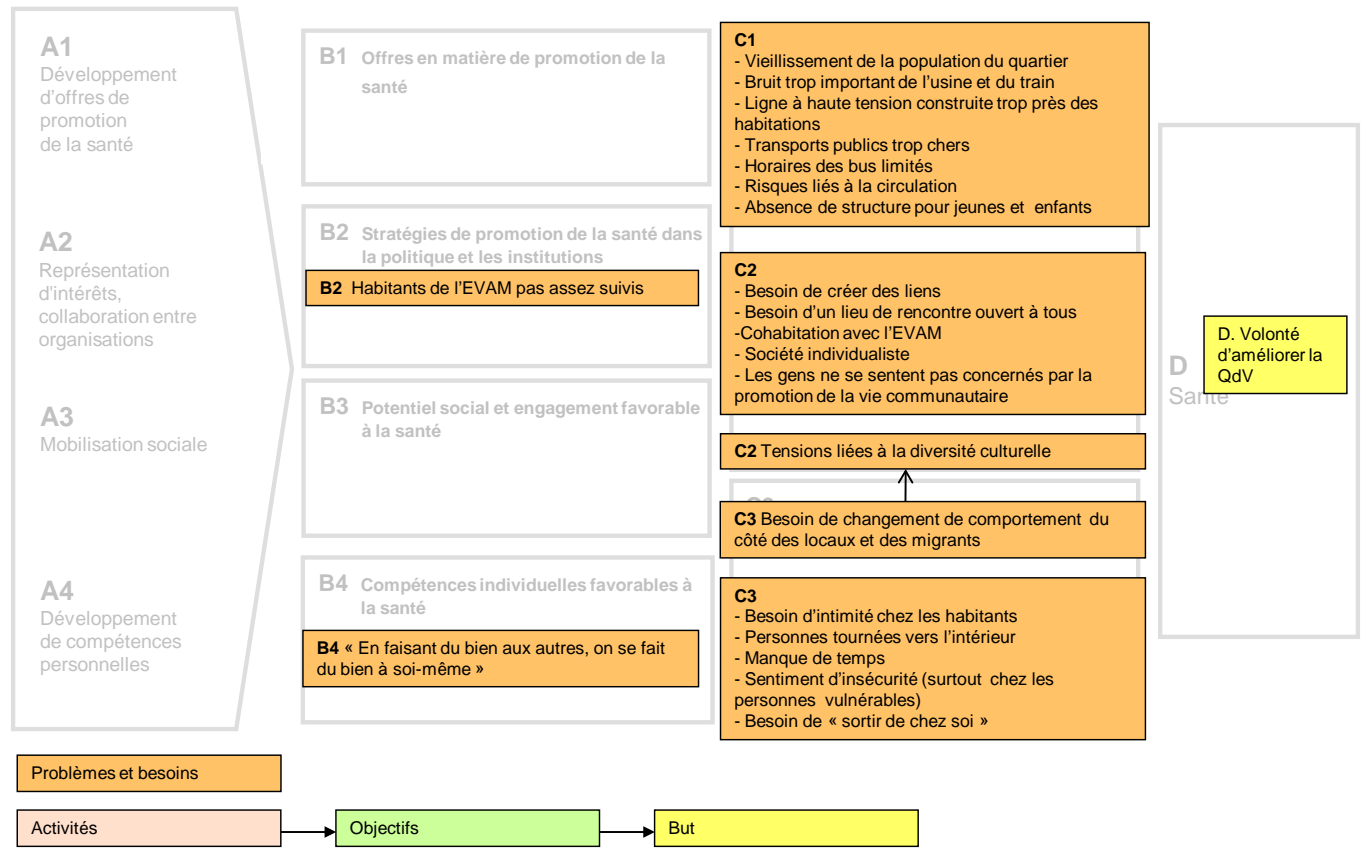 A1
Développement
d'offres de
promotion
de la santé
A2
Représentation
d'intérêts,
collaboration entre
organisations
A3
Mobilisation sociale
A4
Développement
de compétences
personnelles
B1 Offres en matière de promotion de la
santé
B2 Stratégies de promotion de la santé dans
la politique et les institutions
B2 Habitants de l'EVAM pas assez suivis
B3 Potentiel social et engagement favorable
à la santé
B4 Compétences individuelles favorables à
la santé
B4 « En faisant du bien aux autres, on se fait
du bien à soi-même »
C1
- Vieillissement de la population du quartier
- Bruit trop important de l'usine et du train
- Ligne à haute tension construite trop près des
habitations
- Transports publics trop chers
- Horaires des bus limités
- Risques liés à la circulation
- Absence de structure pour jeunes et enfants
C2
- Besoin de créer des liens
- Besoin d'un lieu de rencontre ouvert à tous
-Cohabitation avec l'EVAM
- Société individualiste
- Les gens ne se sentent pas concernés par la
promotion de la vie communautaire
C2 Tensions liées à la diversité culturelle
C3 Besoin de changement de comportement du
côté des locaux et des migrants
C3
- Besoin d'intimité chez les habitants
- Personnes tournées vers l'intérieur
- Manque de temps
- Sentiment d'insécurité (surtout chez les
personnes vulnérables)
- Besoin de « sortir de chez soi »
D
Santé
D. Volonté
d'améliorer la
QdV
Problèmes et besoins
Activités
Objectifs
But